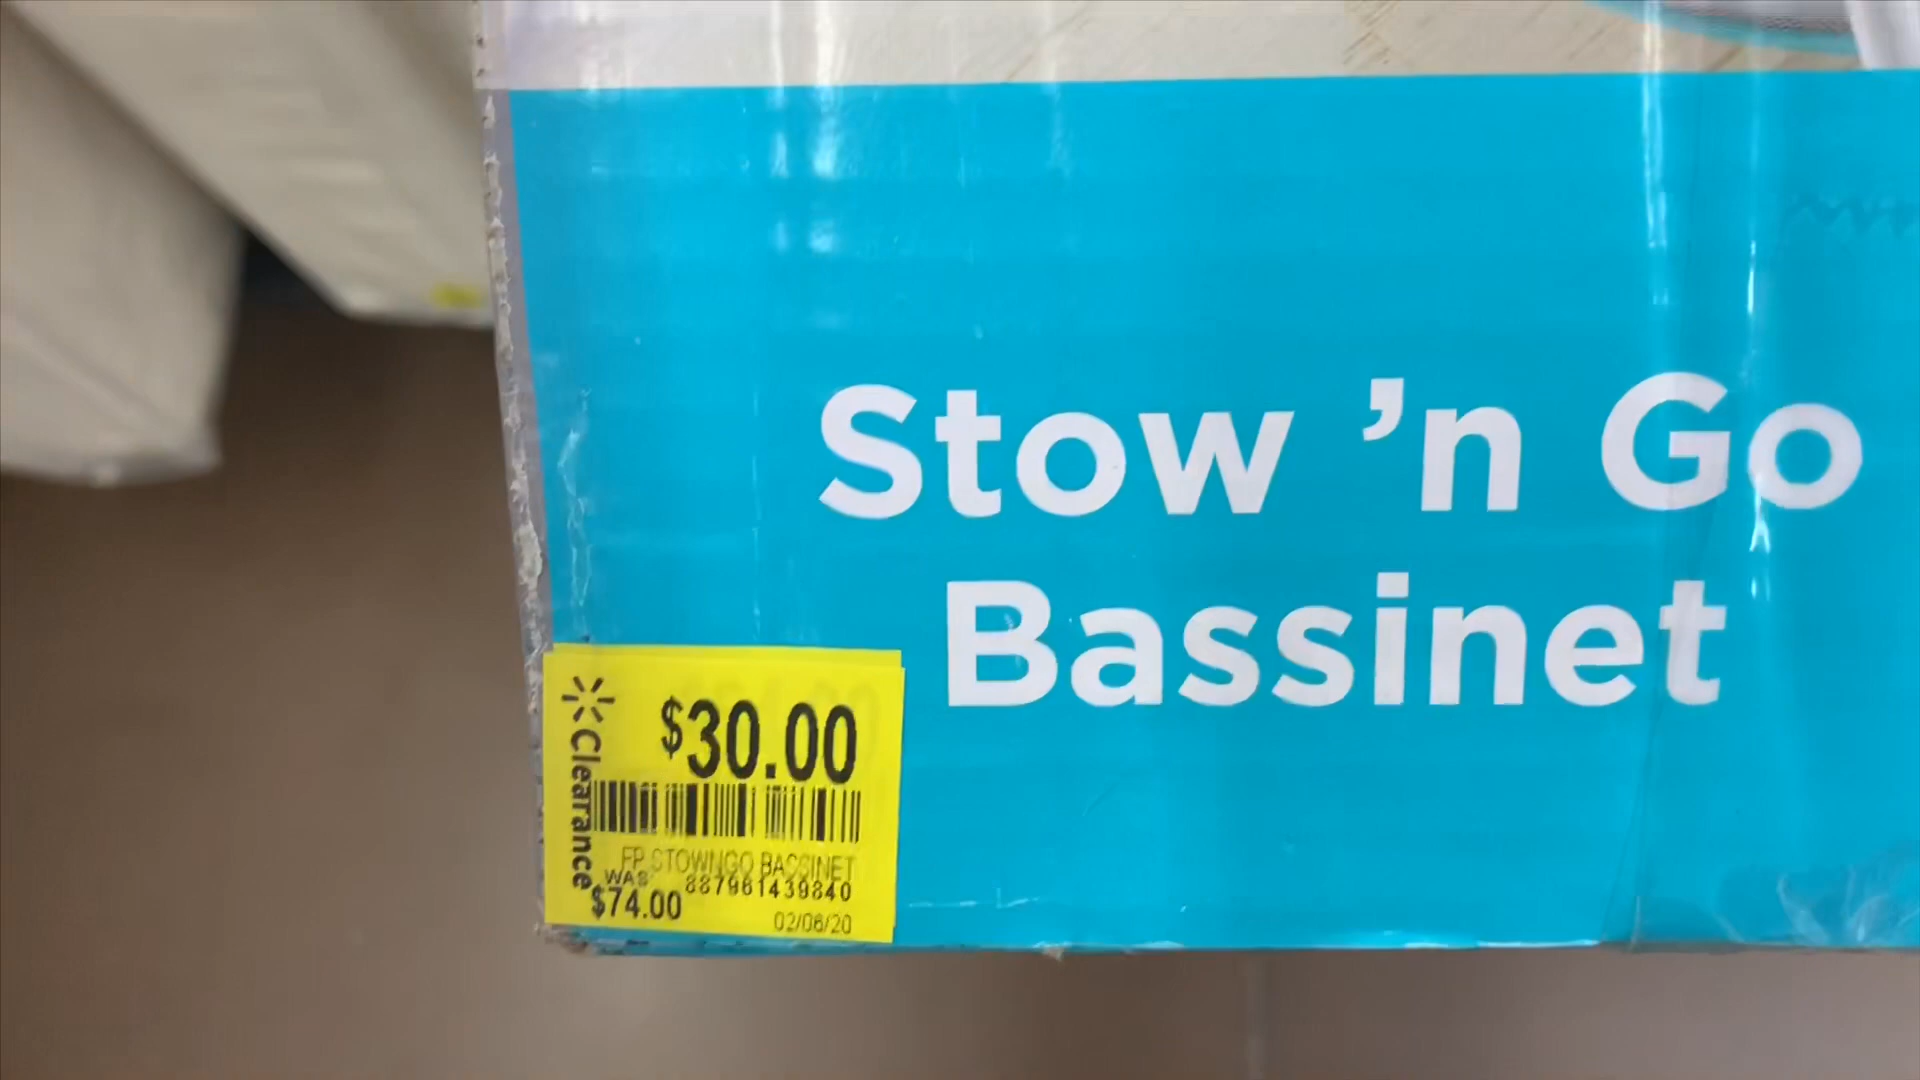 Stow 'n Go
Bassinet
Clearance
$30.00
FP STOWNGO BASSINET
WAS
887961439840
$74.00
02/06/20